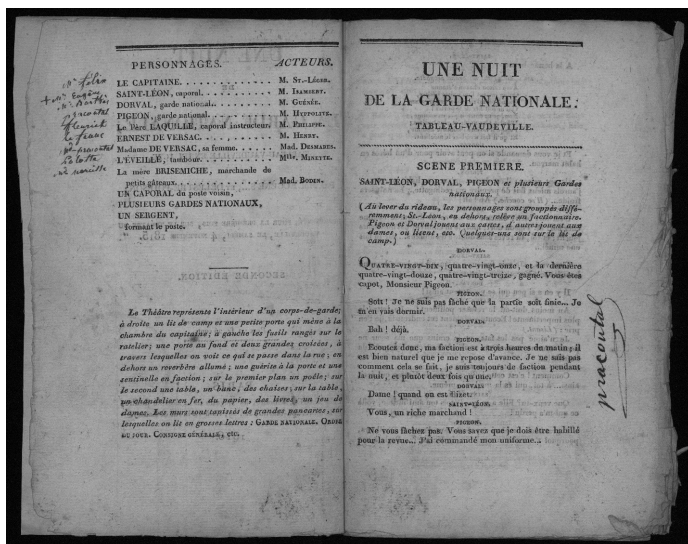 PERSONNAGES. ACTEURS.
LE CAPITAINE. M. St.-Léger.
SAINT-LÉON, caporal. M. Isambert.
DORVAL, garde national. M. Guénée.
PIGEON, garde national. M. Hippolyte.
Le Père LAQUILLE, caporal instructeur M. Philippe.
ERNEST DE VERSAC. M. Henry.
Madame DE VERSAC, sa femme. Mad. Desmares.
L'ÉVEILLÉ, tambour. Mlle. Minette.
La mère BRISEMICHE, marchande de
petits gâteaux. Mad. Bodin.
UN CAPORAL du poste voisin,
PLUSIEURS GARDES NATIONAUX,
UN SERGENT,
formant le poste.
Le Théâtre représente l'intérieur d'un corps-de-garde;
à droite un lit de camp et une petite porte qui mène à la
chambre du capitaine; à gauche les fusils rangés sur le
ratelier; une porte au fond et deux grandes croisées, à
travers lesquelles on voit ce qui se passe dans la rue; en
dehors un reverbère allumé; une guérite à la porte et une
sentinelle en faction; sur le premier plan un poêle; sur
le second une table, un banc, des chaises; sur la table,
un chandelier en fer, du papier, des livres, un jeu de
dames. Les murs sont tapissés de grandes pancartes, sur
lesquelles on lit en grosses lettres: Garde nationale. Ordre
du jour. Consigne générale, etc.
UNE NUIT
DE LA GARDE NATIONALE.
TABLEAU-VAUDEVILLE.
SCENE PREMIERE.
SAINT-LÉON, DORVAL, PIGEON et plusieurs Gardes
nationaux.
(Au lever du rideau, les personnages sont grouppés diffé-
remment; St.-Léon, en dehors, relève un factionnaire.
Pigeon et Dorval jouent aux cartes, d'autres jouent aux
dames, ou lisent, etc. Quelques-uns sont sur le lit de
camp.)
DORVAL.
Quatre-vingt-dix, quatre-vingt-onze, et la dernière
quatre-vingt-douze, quatre-vingt-treize, gagné. Vous êtes
capot, Monsieur Pigeon.
PIGEON.
Soit! Je ne suis pas fâché que la partie soit finie... Je
m'en vais dormir.
DORVAL.
Bah! déjà.
PIGEON.
Ecoutez donc, ma faction est à trois heures du matin; il
est bien naturel que je me repose d'avance. Je ne sais pas
comment cela se fait, je suis toujours de faction pendant
la nuit, et plutôt deux fois qu'une.
DORVAL.
Dame! quand on est Lizet.
SAINT-LÉON.
Vous, un riche marchand!
PIGEON.
Ne vous fâchez pas. Vous savez que je dois être habillé
pour la revue... J'ai commandé mon uniforme...
pracontal